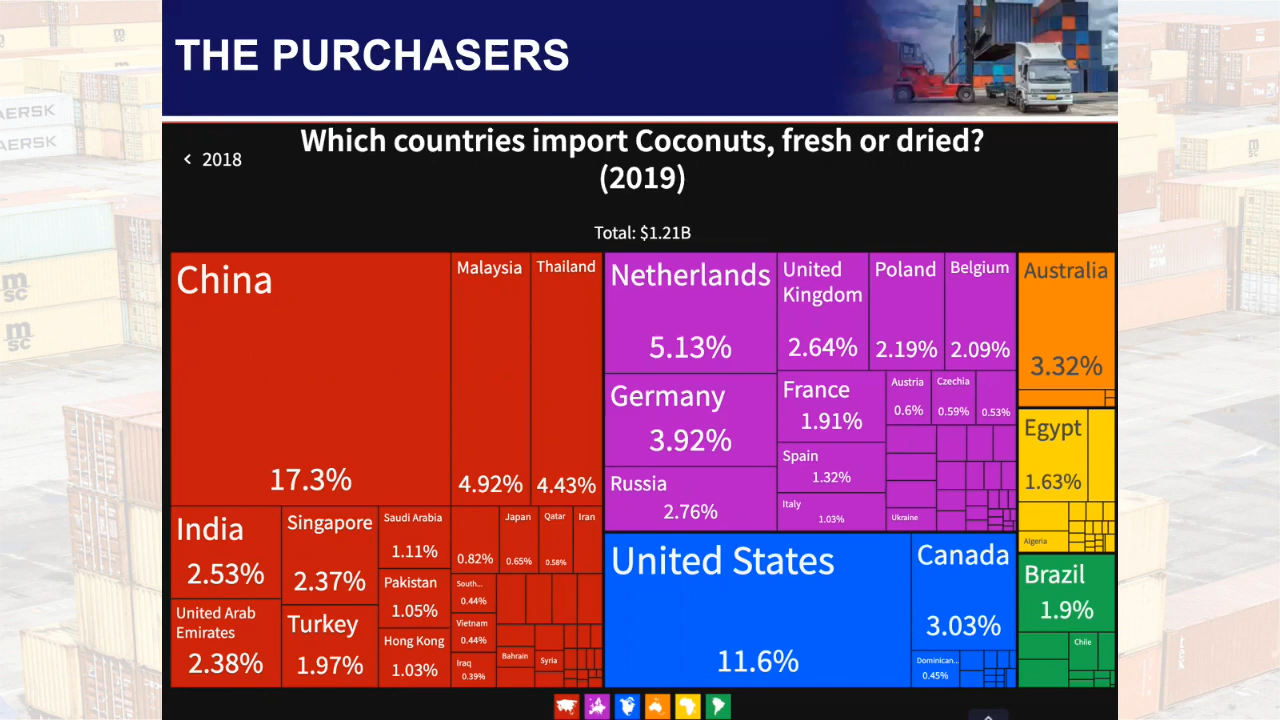 THE PURCHASERS
< 2018
Which countries import Coconuts, fresh or dried?
(2019)
Total: $1.21B
China
17.3%
Malaysia
4.92%
Thailand
4.43%
India
2.53%
United Arab
Emirates
2.38%
Singapore
2.37%
Turkey
1.97%
Saudi Arabia
1.11%
Pakistan
1.05%
Hong Kong
1.03%
0.82%
Japan
0.65%
Qatar
0.58%
Iran
South...
0.44%
Vietnam
0.44%
Iraq
0.39%
Bahrain
Syria
Netherlands
5.13%
Germany
3.92%
Russia
2.76%
United
Kingdom
2.64%
Poland
2.19%
Belgium
2.09%
France
1.91%
Spain
1.32%
Italy
1.03%
Austria
0.6%
Czechia
0.59%
0.53%
Ukraine
United States
11.6%
Canada
3.03%
Dominican...
0.45%
Australia
3.32%
Egypt
1.63%
Algeria
Brazil
1.9%
Chile
AERSK
AERSK
msc
msc